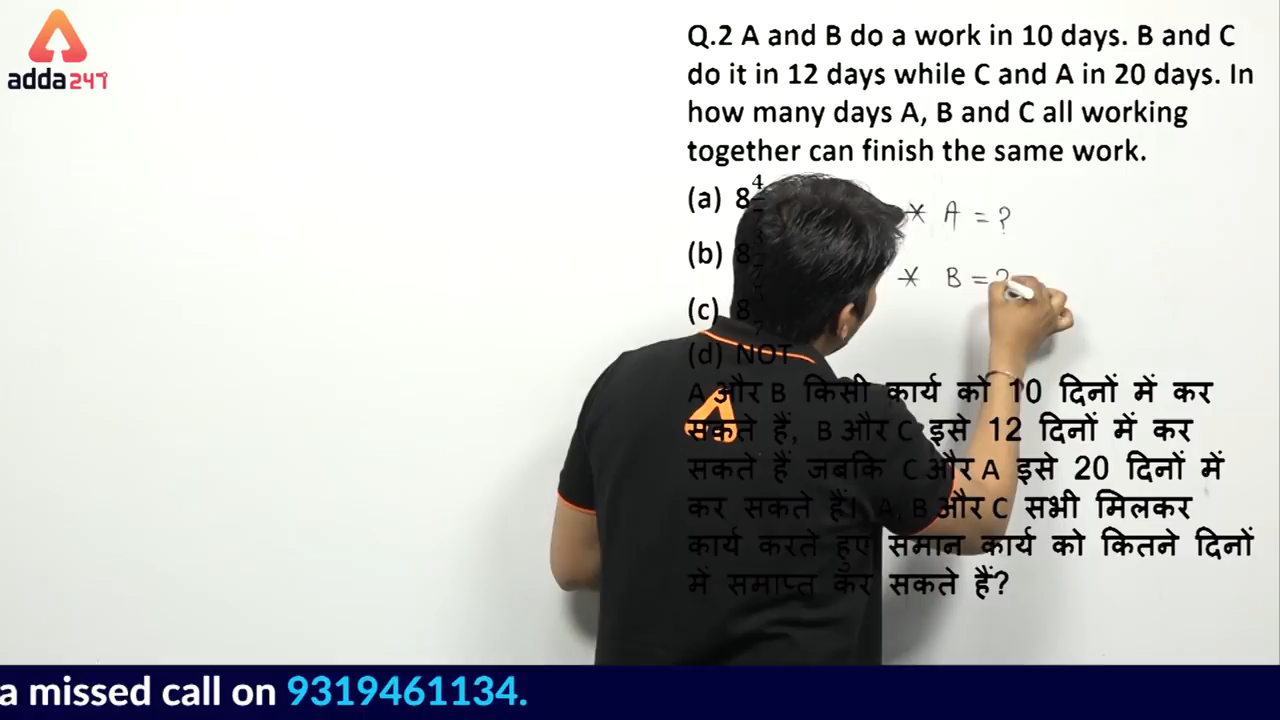 adda247
Q.2 A and B do a work in 10 days. B and C
do it in 12 days while C and A in 20 days. In
how many days A, B and C all working
together can finish the same work.
(a) 8 4
* A = ?
(b) 8
* B = ?
(c) 8
(d) NOT
A और B किसी कार्य को 10 दिनों में कर
सकते हैं, B और C इसे 12 दिनों में कर
सकते हैं जबकि C और A इसे 20 दिनों में
कर सकते हैं। A, B और C सभी मिलकर
कार्य करते हुए समान कार्य को कितने दिनों
में समाप्त कर सकते हैं?
a missed call on 9319461134.